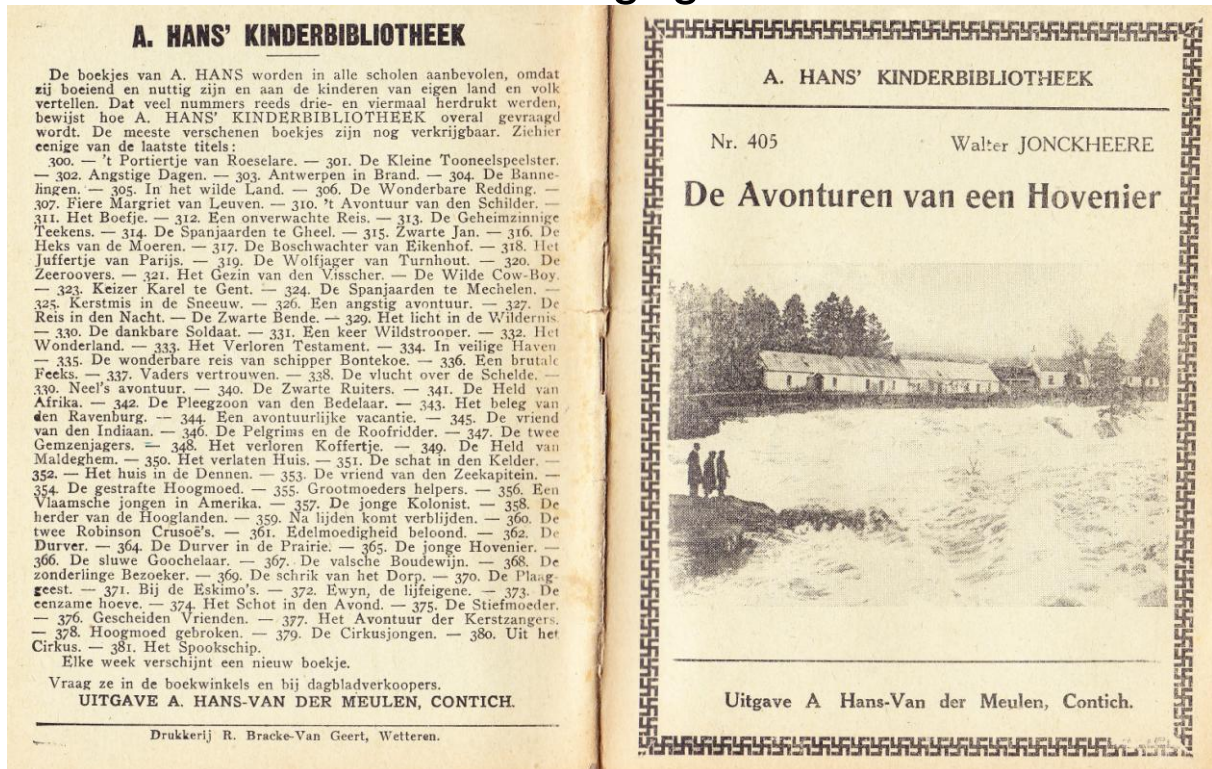 A. HANS' KINDERBIBLIOTHEEK
De boekjes van A. HANS worden in alle scholen aanbevolen, omdat
zij boeiend en nuttig zijn en aan de kinderen van eigen land en volk
vertellen. Dat veel nummers reeds drie- en viermaal herdrukt werden,
bewijst hoe A. HANS' KINDERBIBLIOTHEEK overal gevraagd
wordt. De meeste verschenen boekjes zijn nog verkrijgbaar. Ziehier
eenige van de laatste titels:
300. — 't Portiertje van Roeselare. — 301. De Kleine Tooneelspeelster.
— 302. Angstige Dagen. — 303. Antwerpen in Brand. — 304. De Banne-
lingen. — 305. In het wilde Land. — 306. De Wonderbare Redding. —
307. Fiere Margriet van Leuven. — 310. 't Avontuur van den Schilder. —
311. Het Boefje. — 312. Een onverwachte Reis. — 313. De Geheimzinnige
Teekens. — 314. De Spanjaarden te Gheel. — 315. Zwarte Jan. — 316. De
Heks van de Moeren. — 317. De Boschwachter van Eikenhof. — 318. Het
Juffertje van Parijs. — 319. De Wolfjager van Turnhout. — 320. De
Zeeroovers. — 321. Het Gezin van den Visscher. — De Wilde Cow-Boy.
— 323. Keizer Karel te Gent. — 324. De Spanjaarden te Mechelen. —
325. Kerstmis in de Sneeuw. — 326. Een angstig avontuur. — 327. De
Reis in den Nacht. — De Zwarte Bende. — 329. Het licht in de Wildernis.
— 330. De dankbare Soldaat. — 331. Een keer Wildstrooper. — 332. Het
Wonderland. — 333. Het Verloren Testament. — 334. In veilige Haven
— 335. De wonderbare reis van schipper Bontekoe. — 336. Een brutale
Feeks. — 337. Vaders vertrouwen. — 338. De vlucht over de Schelde. —
330. Neel's avontuur. — 340. De Zwarte Ruiters. — 341. De Held van
Afrika. — 342. De Pleegzoon van den Bedelaar. — 343. Het beleg van
den Ravenburg. — 344. Een avontuurlijke vacantie. — 345. De vriend
van den Indiaan. — 346. De Pelgrims en de Roofridder. — 347. De twee
Gemzenjagers. — 348. Het verloren Koffertje. — 349. De Held van
Maldeghem. — 350. Het verlaten Huis. — 351. De schat in den Kelder. —
352. — Het huis in de Dennen. — 353. De vriend van den Zeekapitein. —
354. De gestrafte Hoogmoed. — 355. Grootmoeders helpers. — 356. Een
Vlaamsche jongen in Amerika. — 357. De jonge Kolonist. — 358. De
herder van de Hooglanden. — 359. Na lijden komt verblijden. — 360. De
twee Robinson Crusoë's. — 361. Edelmoedigheid beloond. — 362. De
Durver. — 364. De Durver in de Prairie. — 365. De jonge Hovenier. —
366. De sluwe Goochelaar. — 367. De valsche Boudewijn. — 368. De
zonderlinge Bezoeker. — 369. De schrik van het Dorp. — 370. De Plaag-
geest. — 371. Bij de Eskimo's. — 372. Ewyn, de lijfeigene. — 373. De
eenzame hoeve. — 374. Het Schot in den Avond. — 375. De Stiefmoeder.
— 376. Gescheiden Vrienden. — 377. Het Avontuur der Kerstzangers.
— 378. Hoogmoed gebroken. — 379. De Cirkusjongen. — 380. Uit het
Cirkus. — 381. Het Spookschip.
Elke week verschijnt een nieuw boekje.
Vraag ze in de boekwinkels en bij dagbladverkoopers.
UITGAVE A. HANS-VAN DER MEULEN, CONTICH.
Drukkerij R. Bracke-Van Geert, Wetteren.
A. HANS' KINDERBIBLIOTHEEK
Nr. 405 Walter JONCKHEERE
De Avonturen van een Hovenier
Uitgave A Hans-Van der Meulen, Contich.